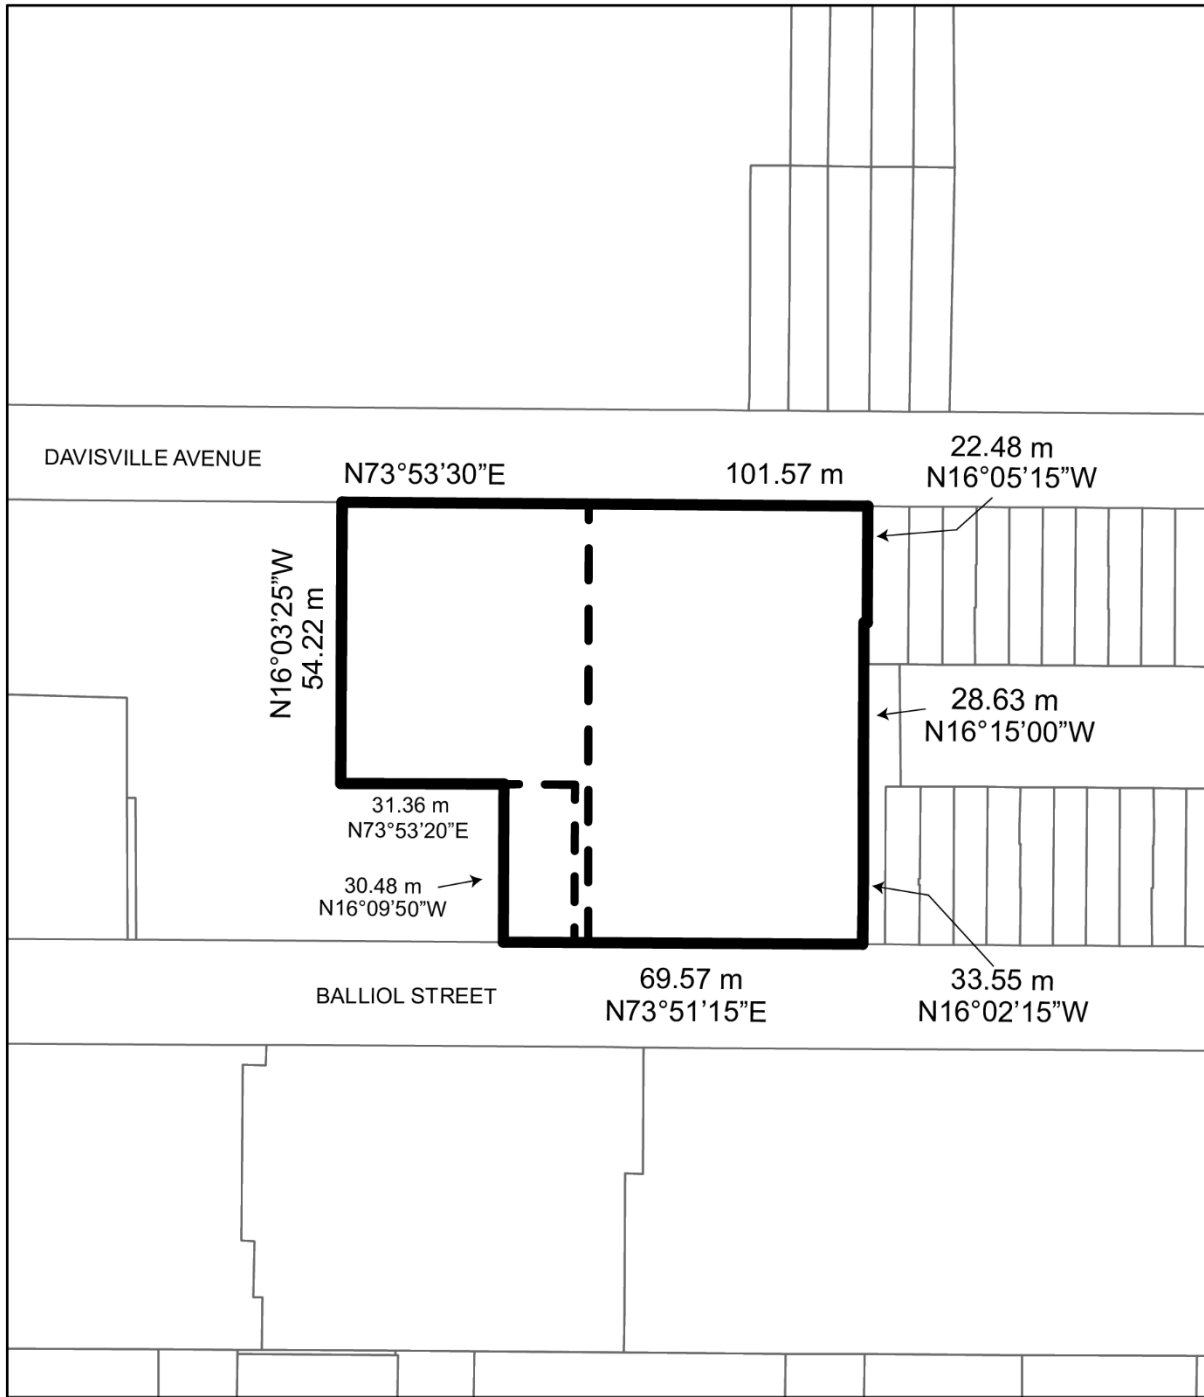 DAVISVILLE AVENUE
N73°53’30”E
101.57 m
22.48 m
N16°05’15”W
N16°03’25”W
54.22 m
28.63 m
N16°15’00”W
31.36 m
N73°53’20”E
30.48 m
N16°09’50”W
BALLIOL STREET
69.57 m
N73°51’15”E
33.55 m
N16°02’15”W